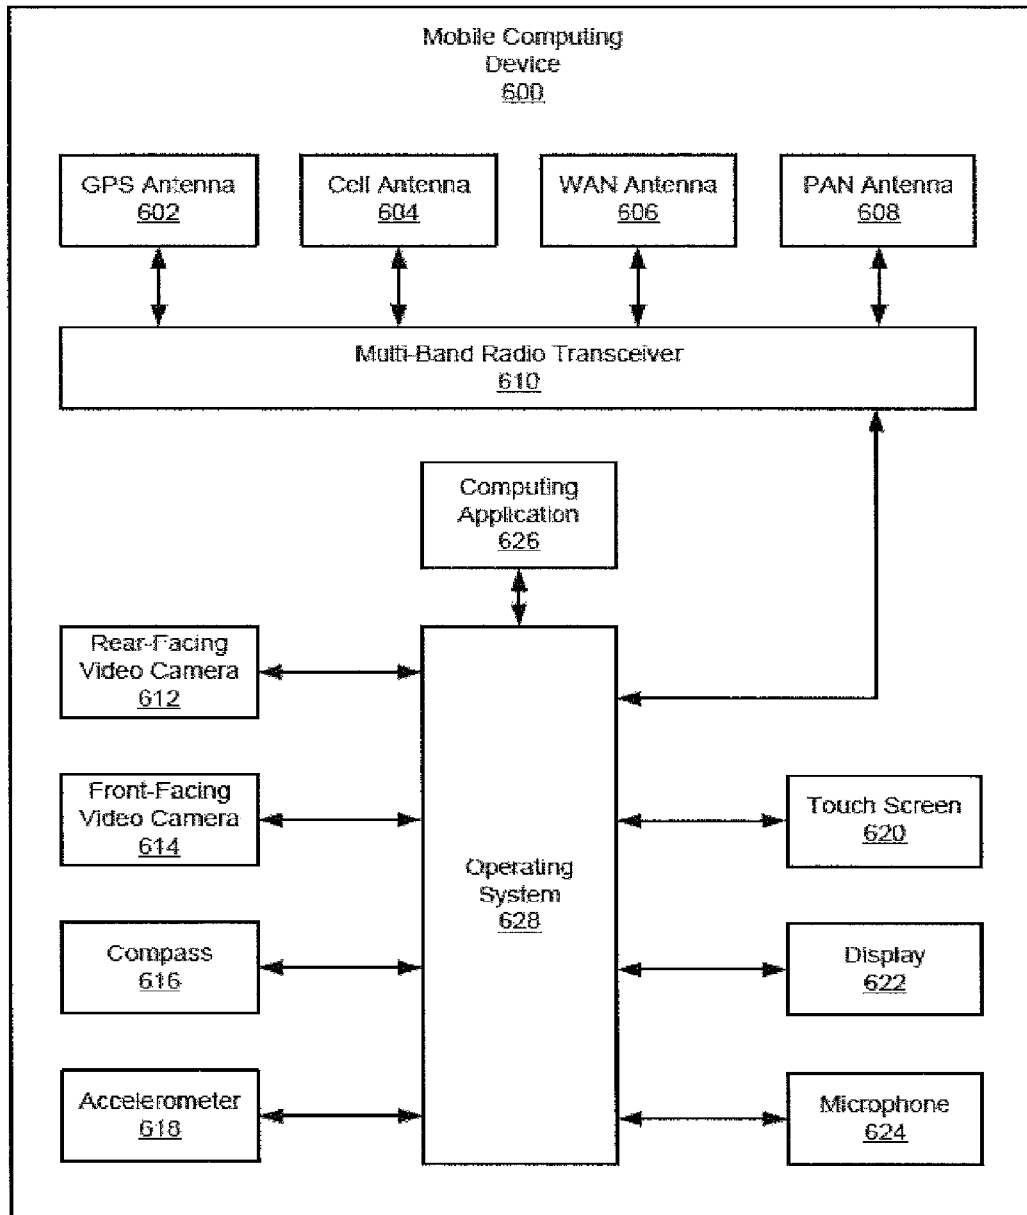 Mobile Computing
Device
600
GPS Antenna
602
Cell Antenna
604
WAN Antenna
606
PAN Antenna
608
Multi-Band Radio Transceiver
610
Computing
Application
626
Rear-Facing
Video Camera
612
Front-Facing
Video Camera
614
Compass
616
Accelerometer
618
Operating
System
628
Touch Screen
620
Display
622
Microphone
624